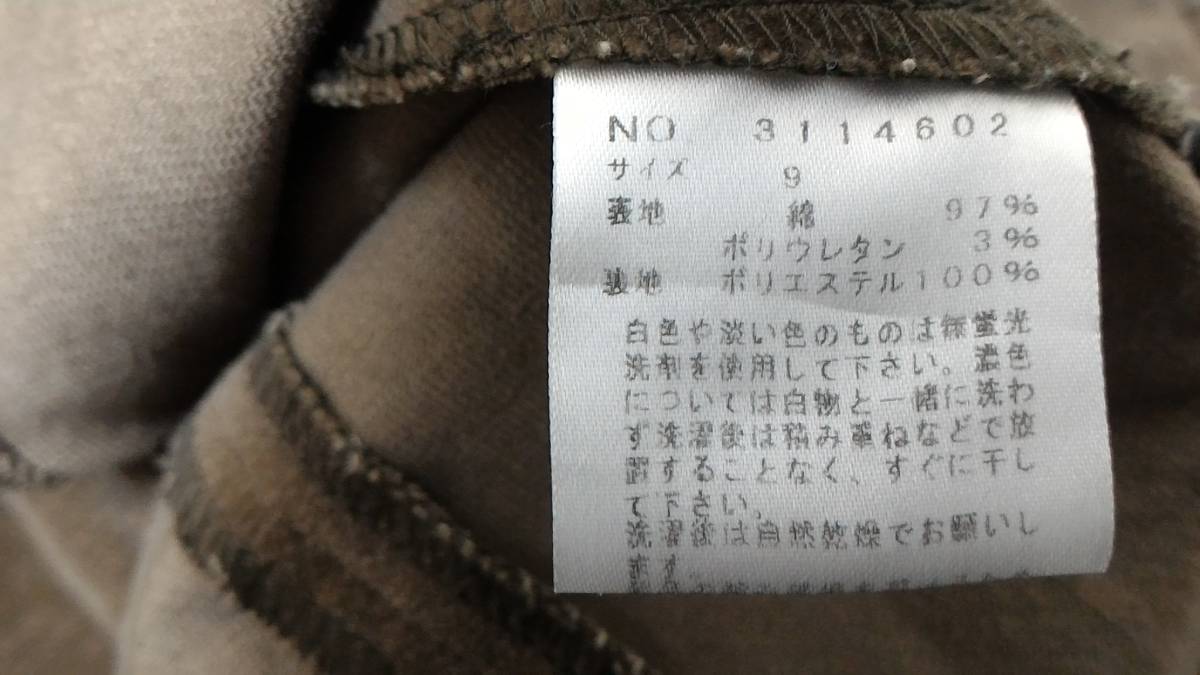 NO 3114602
サイズ 9
表地 綿 97%
ポリウレタン 3%
裏地 ポリエステル100%
白色や淡い色のものは無蛍光
洗剤を使用して下さい。濃色
については白物と一緒に洗わ
ず洗濯後は積み重ねなどで放
置することなく、すぐに干し
て下さい。
洗濯後は自然乾燥でお願いし
ます。